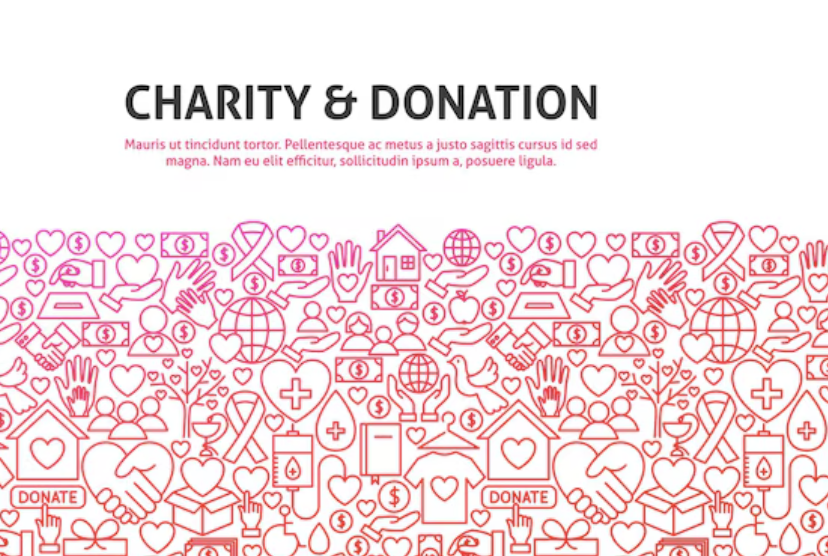 CHARITY & DONATION
Mauris ut tincidunt tortor. Pellentesque ac metus a justo sagittis cursus id sed
magna. Nam eu elit efficitur, sollicitudin ipsum a, posuere ligula.
DONATE
DONATE